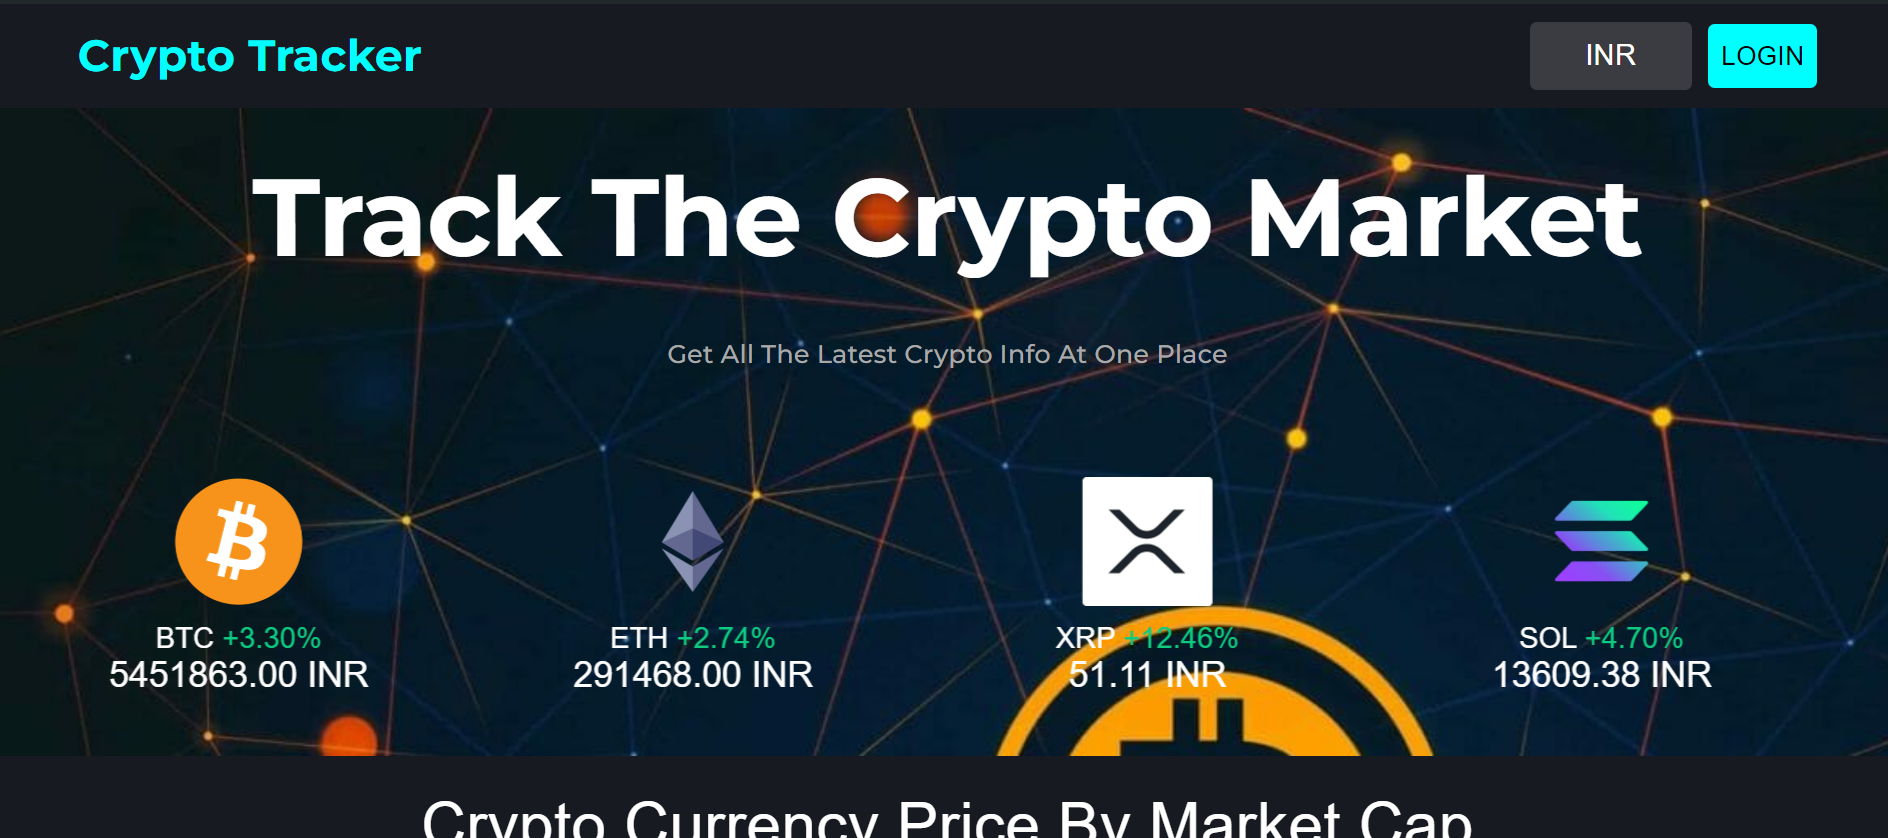 Crypto Tracker
INR
LOGIN
Track The Crypto Market
Get All The Latest Crypto Info At One Place
BTC +3.30%
5451863.00 INR
ETH +2.74%
291468.00 INR
XRP +12.46%
51.11 INR
SOL +4.70%
13609.38 INR
Crypto Currency Price By Market Cap